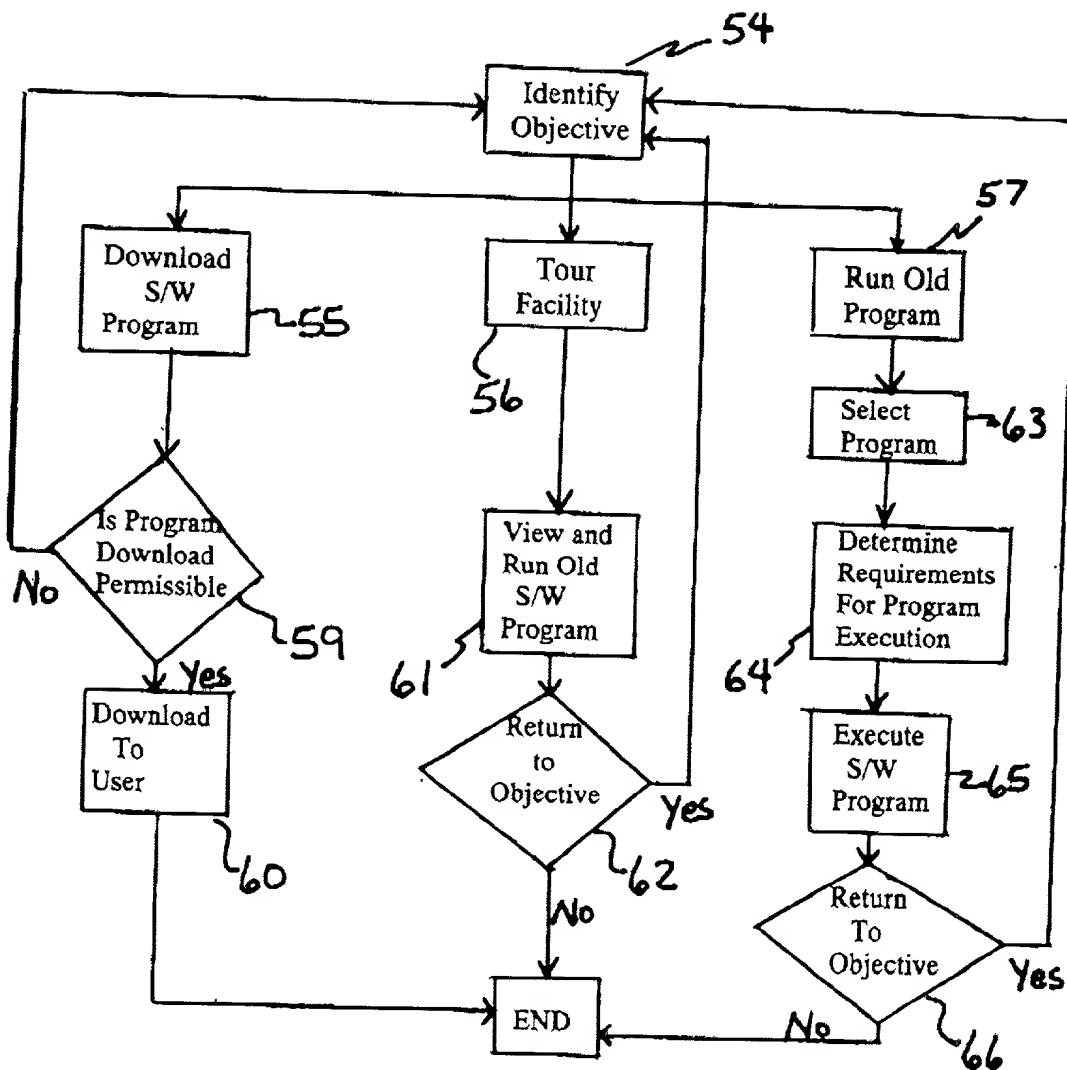 54
Identify
Objective
57
Download
S/W
Program
55
Tour
Facility
56
Run Old
Program
Select
Program
63
Is Program
Download
Permissible
No
59
Yes
View and
Run Old
S/W
Program
61
Determine
Requirements
For Program
Execution
64
Download
To
User
60
Return
to
Objective
Yes
62
No
Execute
S/W
Program
65
Return
To
Objective
Yes
66
No
END